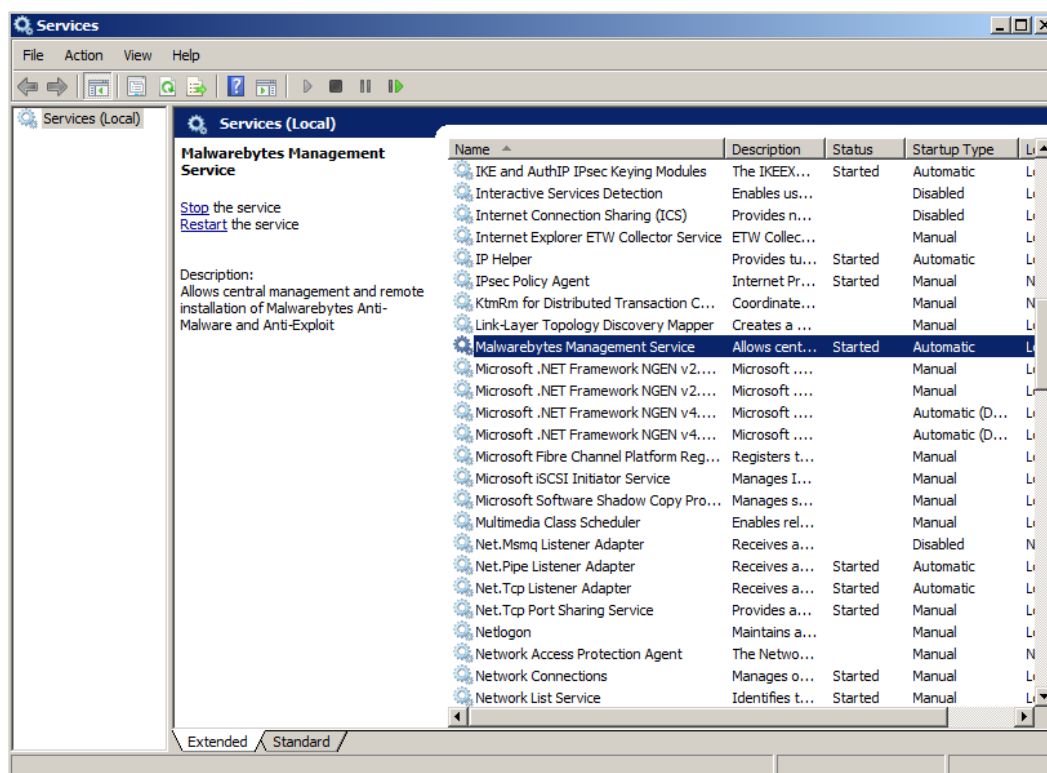 Services
File Action View Help
Services (Local)
Services (Local)
Malwarebytes Management
Service
Stop the service
Restart the service
Description:
Allows central management and remote
installation of Malwarebytes Anti-
Malware and Anti-Exploit
Name Description Status Startup Type L
IKE and AuthIP IPsec Keying Modules The IKEEX... Started Automatic L
Interactive Services Detection Enables us... Disabled L
Internet Connection Sharing (ICS) Provides n... Disabled L
Internet Explorer ETW Collector Service ETW Collec... Manual L
IP Helper Provides tu... Started Automatic L
IPsec Policy Agent Internet Pr... Started Manual N
KtmRm for Distributed Transaction C... Coordinate... Manual N
Link-Layer Topology Discovery Mapper Creates a ... Manual L
Malwarebytes Management Service Allows cent... Started Automatic L
Microsoft .NET Framework NGEN v2.... Microsoft .... Manual L
Microsoft .NET Framework NGEN v2.... Microsoft .... Manual L
Microsoft .NET Framework NGEN v4.... Microsoft .... Automatic (D... L
Microsoft .NET Framework NGEN v4.... Microsoft .... Automatic (D... L
Microsoft Fibre Channel Platform Reg... Registers t... Manual L
Microsoft iSCSI Initiator Service Manages I... Manual L
Microsoft Software Shadow Copy Pro... Manages s... Manual L
Multimedia Class Scheduler Enables rel... Manual L
Net.Msmq Listener Adapter Receives a... Disabled N
Net.Pipe Listener Adapter Receives a... Started Automatic L
Net.Tcp Listener Adapter Receives a... Started Automatic L
Net.Tcp Port Sharing Service Provides a... Started Manual L
Netlogon Maintains a... Manual L
Network Access Protection Agent The Netwo... Manual N
Network Connections Manages o... Started Manual L
Network List Service Identifies t... Started Manual L
Extended Standard